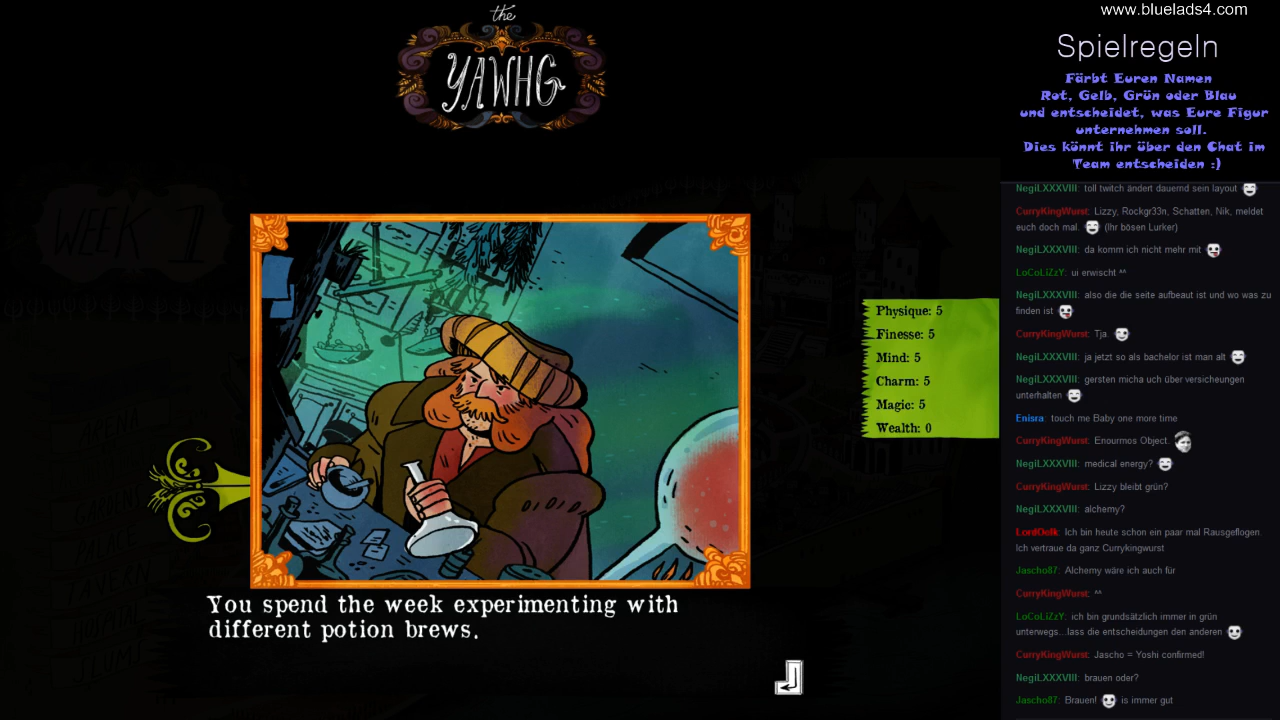 the
YAWHG
www.bluelads4.com
Spielregeln
Färbt Euren Namen
Rot, Gelb, Grün oder Blau
und entscheidet, was Eure Figur
unternehmen soll.
Dies könnt ihr über den Chat im
Team entscheiden :)
WEEK 1
ARENA
GARDENS
PALACE
TAVERN
HOSPITAL
SLUMS
Physique: 5
Finesse: 5
Mind: 5
Charm: 5
Magic: 5
Wealth: 0
You spend the week experimenting with
different potion brews.
NegiLXXXVIII: toll twitch ändert dauernd sein layout
CurryKingWurst: Lizzy, Rockgr33n, Schatten, Nik, meldet
euch doch mal. (Ihr bösen Lurker)
NegiLXXXVIII: da komm ich nicht mehr mit
LoCoLiZzY: ui erwischt ^^
NegiLXXXVIII: also die die seite aufbeaut ist und wo was zu
finden ist
CurryKingWurst: Tja
NegiLXXXVIII: ja jetzt so als bachelor ist man alt
NegiLXXXVIII: gersten micha uch über versicheungen
unterhalten
Enisra: touch me Baby one more time
CurryKingWurst: Enourmos Object.
NegiLXXXVIII: medical energy?
CurryKingWurst: Lizzy bleibt grün?
NegiLXXXVIII: alchemy?
LordDelk: Ich bin heute schon ein paar mal Rausgeflogen.
Ich vertraue da ganz Currykingwurst
Jascho87: Alchemy wäre ich auch für
CurryKingWurst: ^^
LoCoLiZzY: ich bin grundsätzlich immer in grün
unterwegs...lass die entscheidungen den anderen
CurryKingWurst: Jascho = Yoshi confirmed!
NegiLXXXVIII: brauen oder?
Jascho87: Brauen! is immer gut